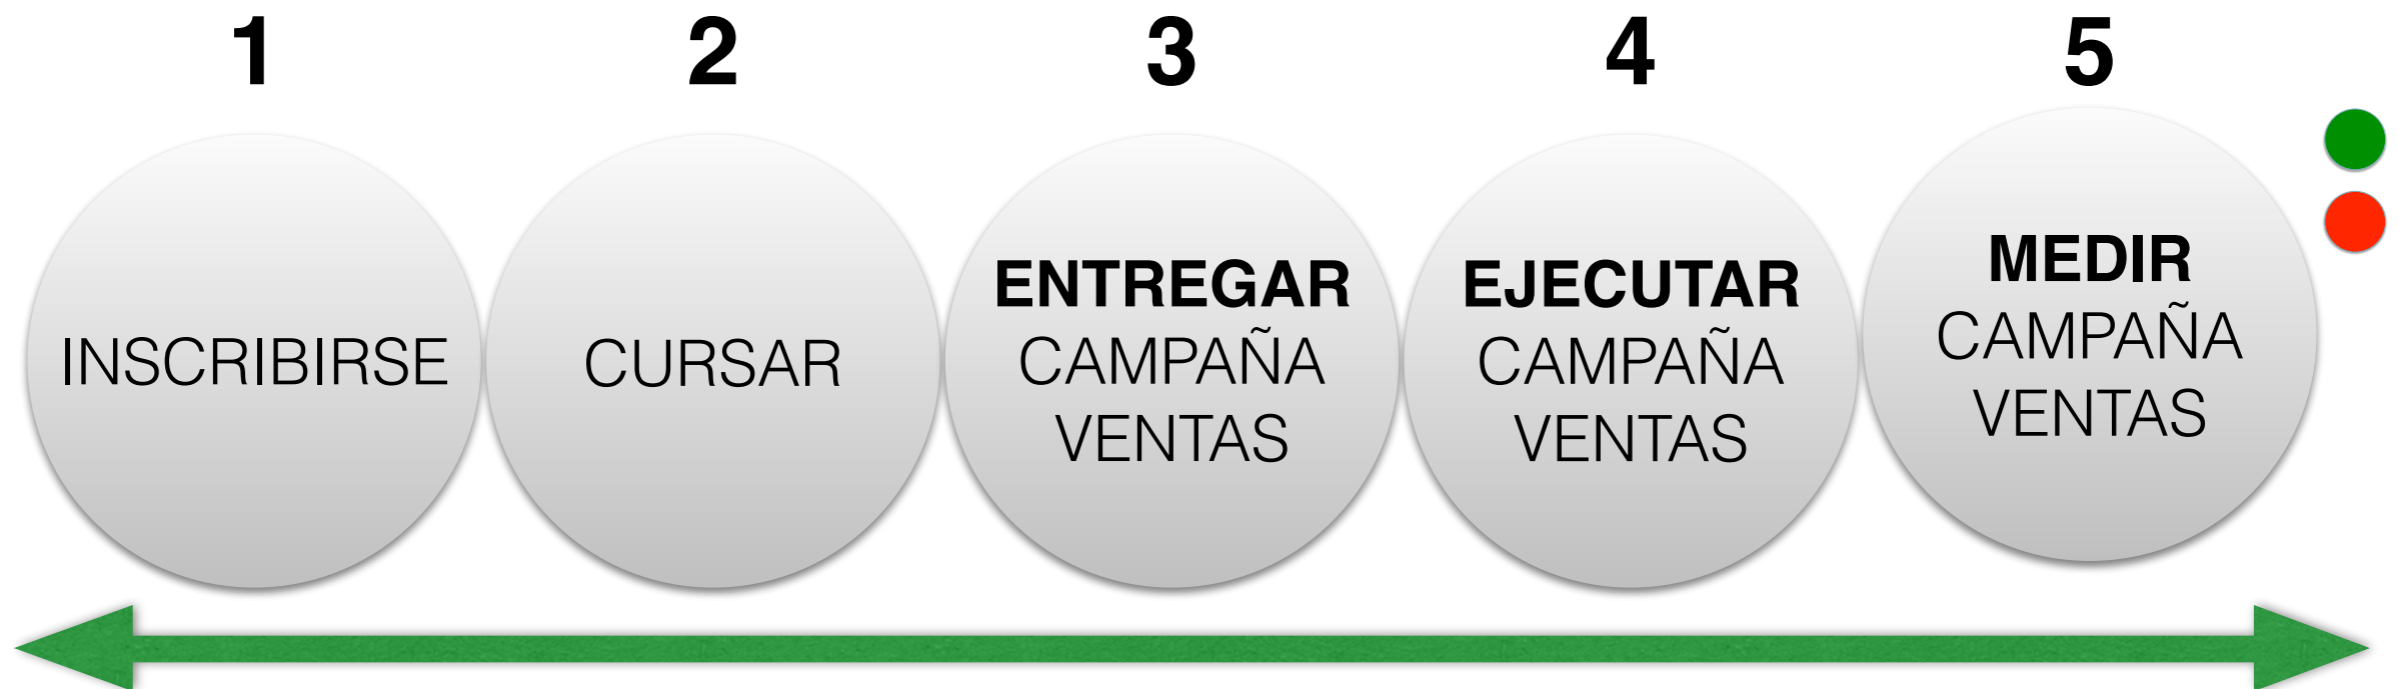 1
INSCRIBIRSE
2
CURSAR
3
ENTREGAR
CAMPAÑA
VENTAS
4
EJECUTAR
CAMPAÑA
VENTAS
5
MEDIR
CAMPAÑA
VENTAS